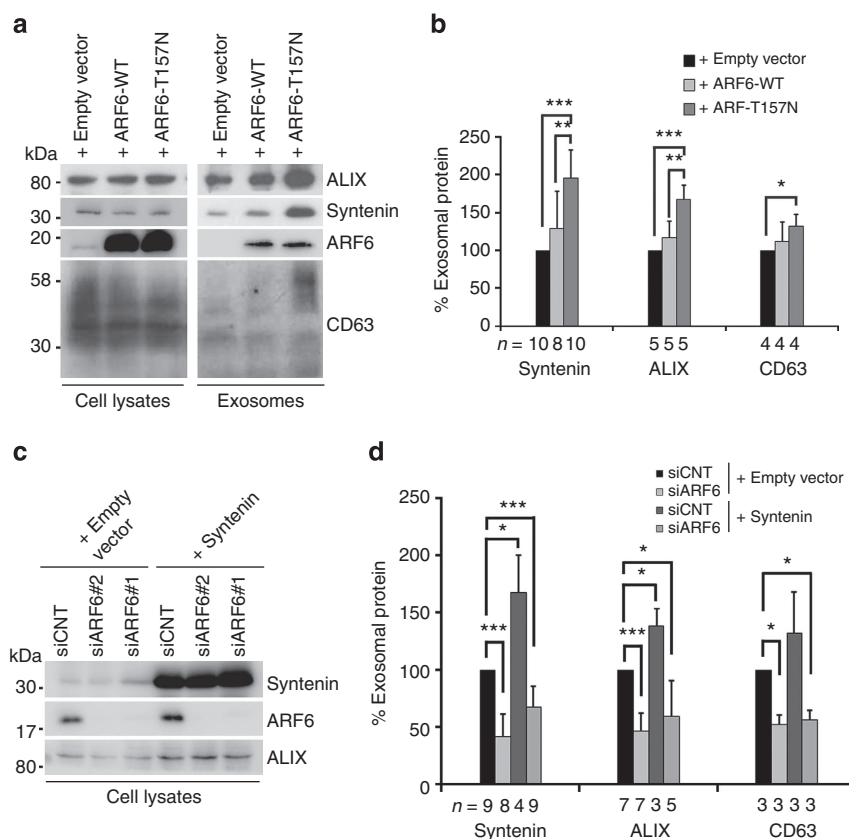 a
+ Empty vector
+ ARF6-WT
+ ARF6-T157N
+ Empty vector
+ ARF6-WT
+ ARF6-T157N
kDa
80
ALIX
30
Syntenin
20
ARF6
58
30
CD63
Cell lysates
Exosomes
b
+ Empty vector
+ ARF6-WT
+ ARF-T157N
% Exosomal protein
250
200
150
100
50
0
***
**
***
**
*
n = 10 8 10
5 5 5
4 4 4
Syntenin
ALIX
CD63
c
+ Empty
vector
+ Syntenin
siCNT
siARF6#2
siARF6#1
siCNT
siARF6#2
siARF6#1
kDa
30
Syntenin
17
ARF6
80
ALIX
Cell lysates
d
siCNT
siARF6
+ Empty vector
siCNT
siARF6
+ Syntenin
% Exosomal protein
250
200
150
100
50
0
***
*
***
*
*
***
*
*
n = 9 8 4 9
7 7 3 5
3 3 3 3
Syntenin
ALIX
CD63